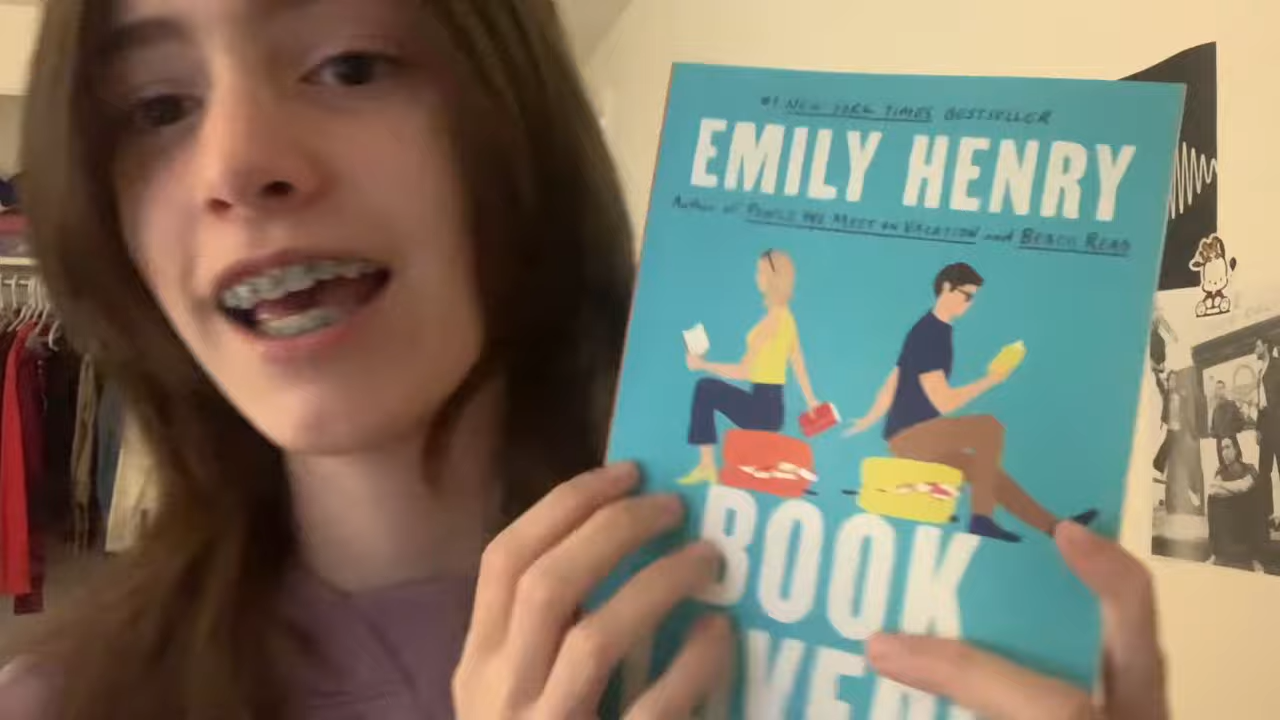 #1 NEW YORK TIMES BESTSELLER
EMILY HENRY
Author of PEOPLE WE MEET ON VACATION and BEACH READ
BOOK